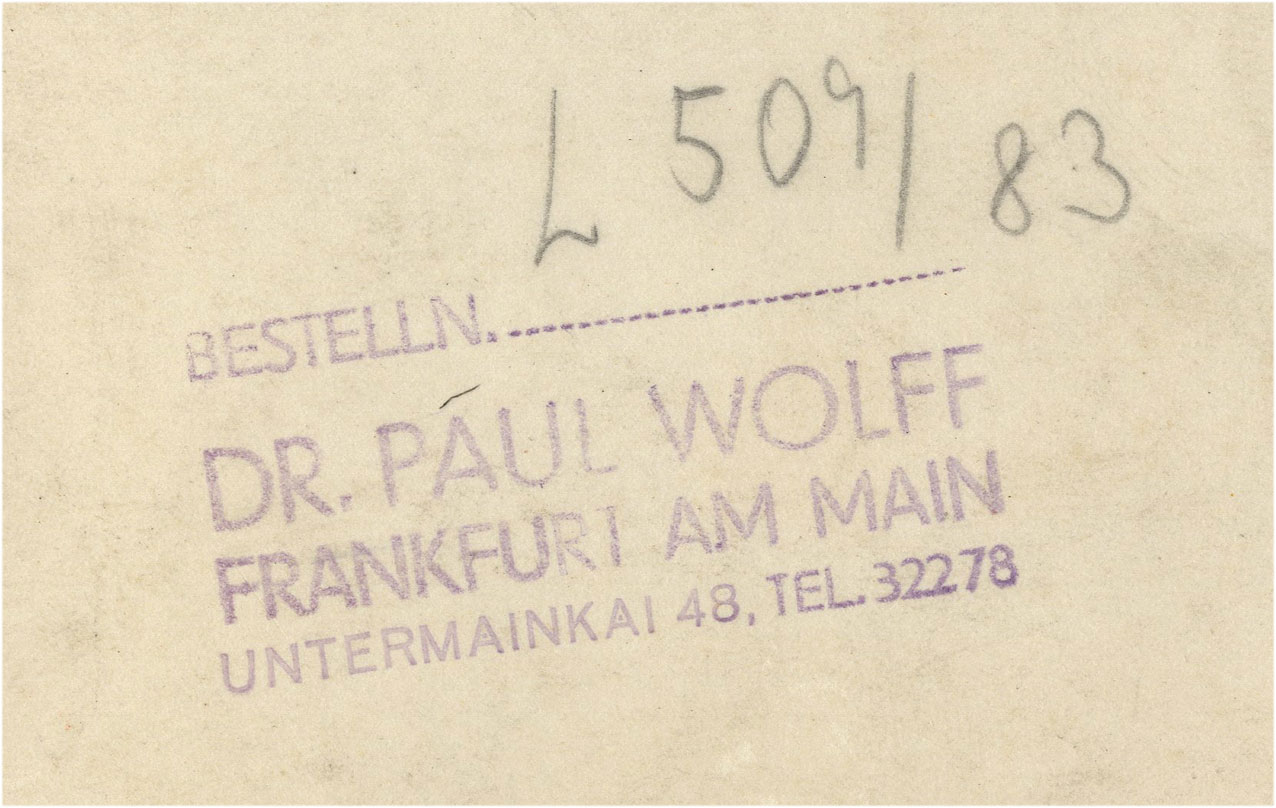 L 509/83
BESTELLN.
DR. PAUL WOLFF
FRANKFURT AM MAIN
UNTERMAINKAI 48, TEL. 32278